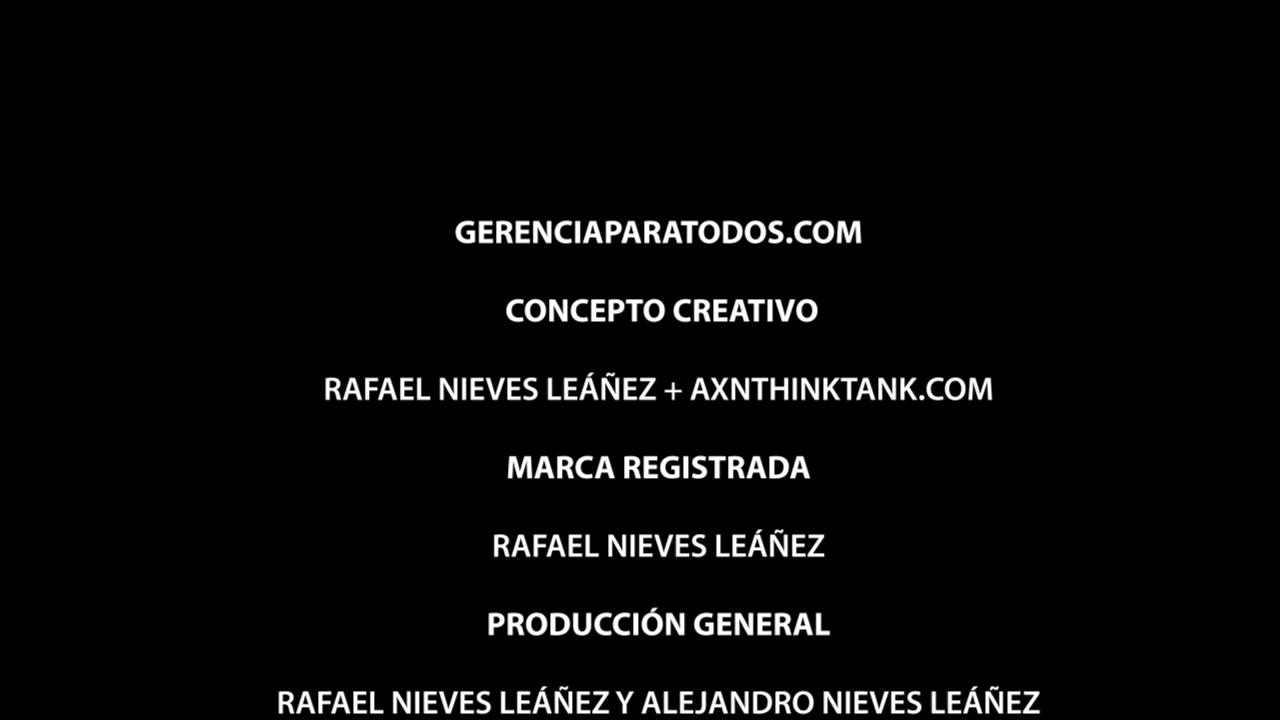 GERENCIAPARATODOS.COM
CONCEPTO CREATIVO
RAFAEL NIEVES LEÁÑEZ + AXNTHINKTANK.COM
MARCA REGISTRADA
RAFAEL NIEVES LEÁÑEZ
PRODUCCIÓN GENERAL
RAFAEL NIEVES LEÁÑEZ Y ALEJANDRO NIEVES LEÁÑEZ